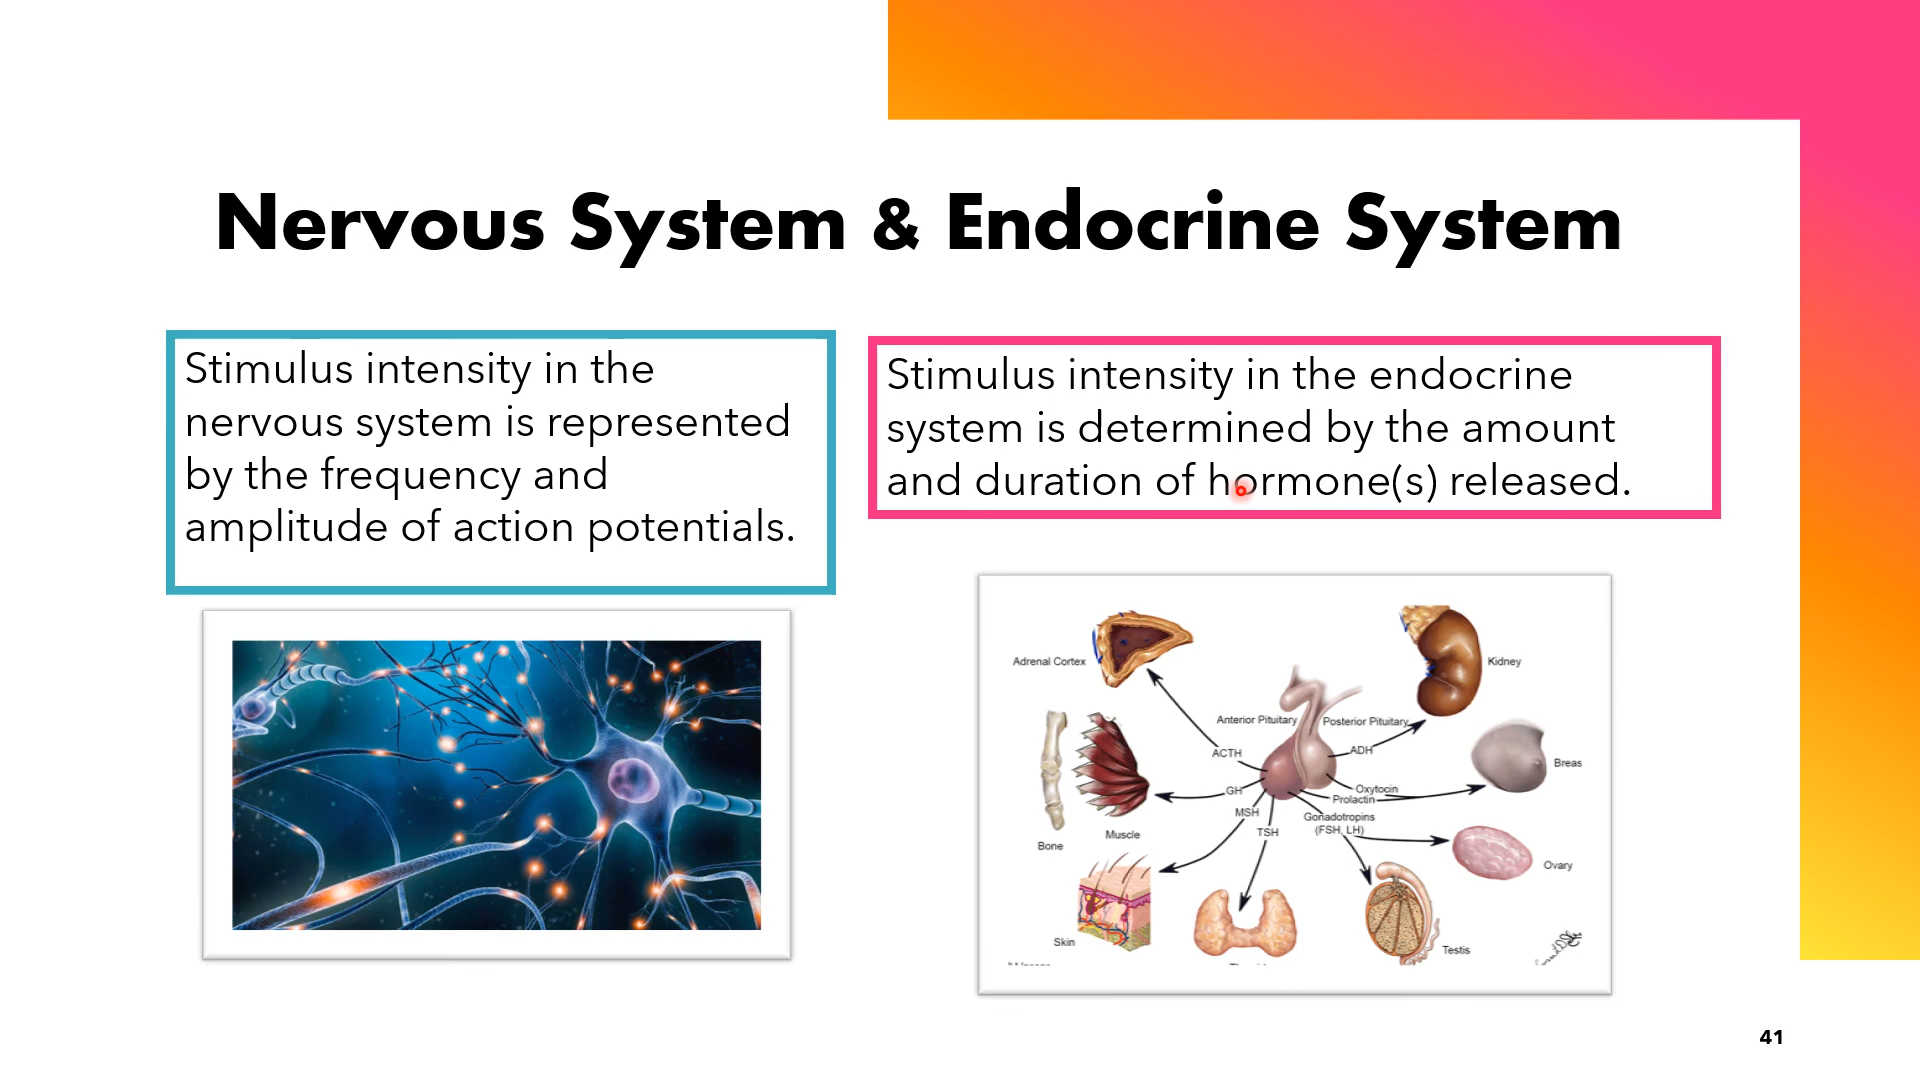 Nervous System & Endocrine System
Stimulus intensity in the
nervous system is represented
by the frequency and
amplitude of action potentials.
Stimulus intensity in the endocrine
system is determined by the amount
and duration of hormone(s) released.
Adrenal Cortex
Kidney
Anterior Pituitary
Posterior Pituitary
ACTH
ADH
Breas
GH
Oxytocin
Prolactin
MSH
Gonadotropins
(FSH, LH)
TSH
Muscle
Bone
Ovary
Skin
Testis
41